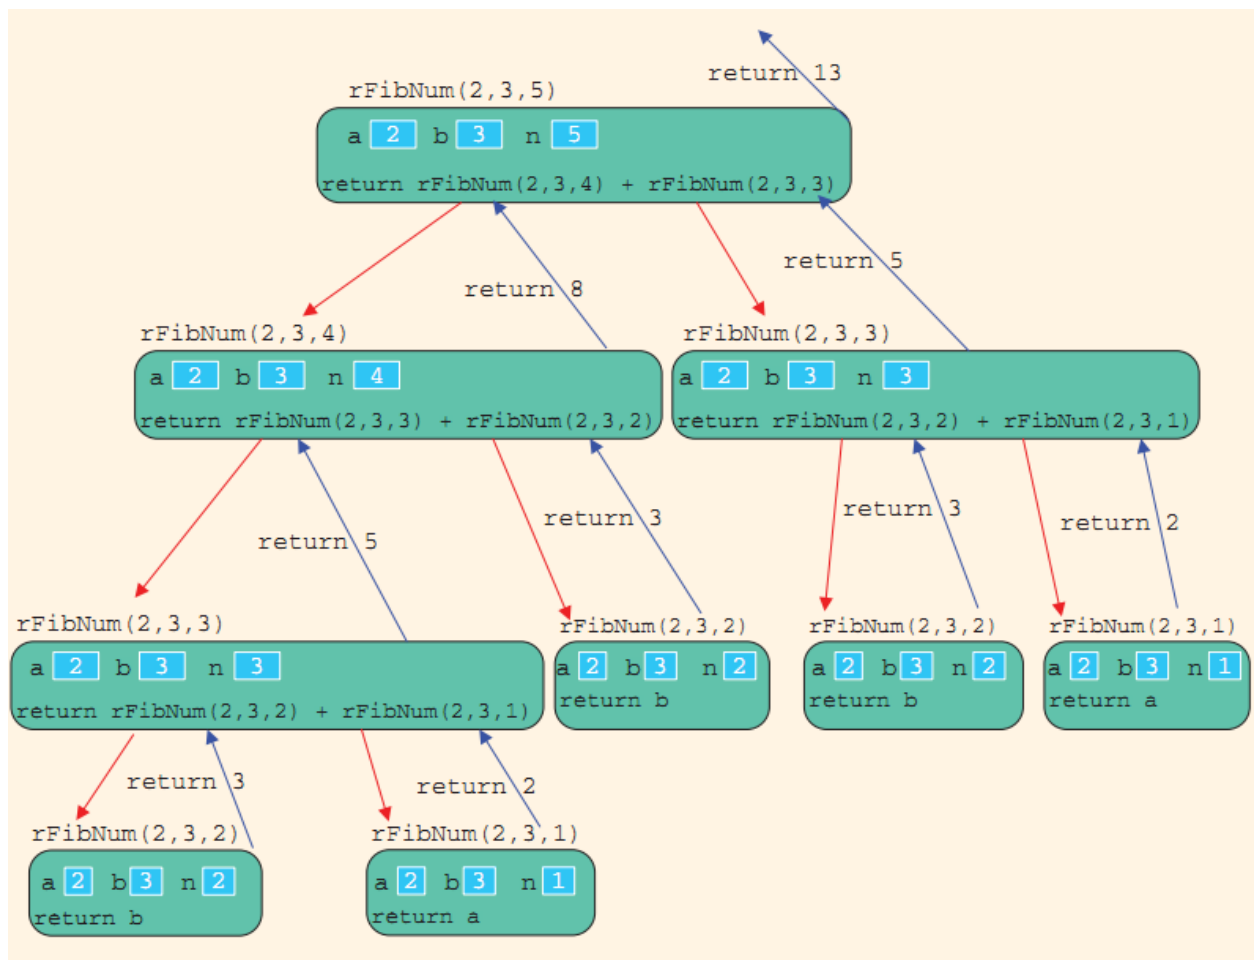 return 13
rFibNum(2,3,5)
a 2 b 3 n 5
return rFibNum(2,3,4) + rFibNum(2,3,3)
return 8
return 5
rFibNum(2,3,4)
a 2 b 3 n 4
return rFibNum(2,3,3) + rFibNum(2,3,2)
rFibNum(2,3,3)
a 2 b 3 n 3
return rFibNum(2,3,2) + rFibNum(2,3,1)
return 5
return 3
return 3
return 2
rFibNum(2,3,3)
a 2 b 3 n 3
return rFibNum(2,3,2) + rFibNum(2,3,1)
rFibNum(2,3,2)
a 2 b 3 n 2
return b
rFibNum(2,3,2)
a 2 b 3 n 2
return b
rFibNum(2,3,1)
a 2 b 3 n 1
return a
return 3
return 2
rFibNum(2,3,2)
a 2 b 3 n 2
return b
rFibNum(2,3,1)
a 2 b 3 n 1
return a